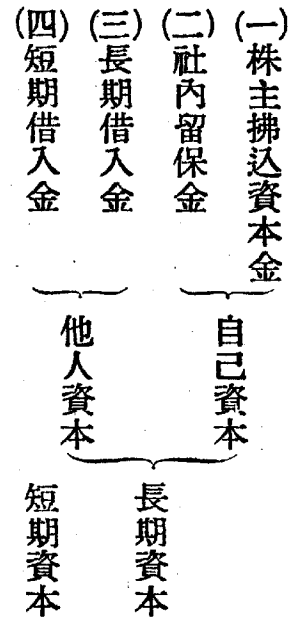 (一)株主拂込資本金
(二)社內留保金
(三)長期借入金
(四)短期借入金
自己資本
他人資本
長期資本
短期資本